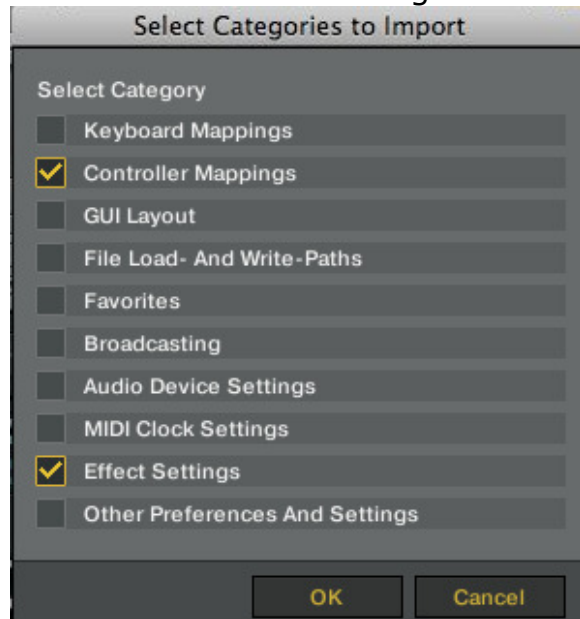 Select Categories to Import
Select Category
Keyboard Mappings
Controller Mappings
GUI Layout
File Load- And Write-Paths
Favorites
Broadcasting
Audio Device Settings
MIDI Clock Settings
Effect Settings
Other Preferences And Settings
OK Cancel